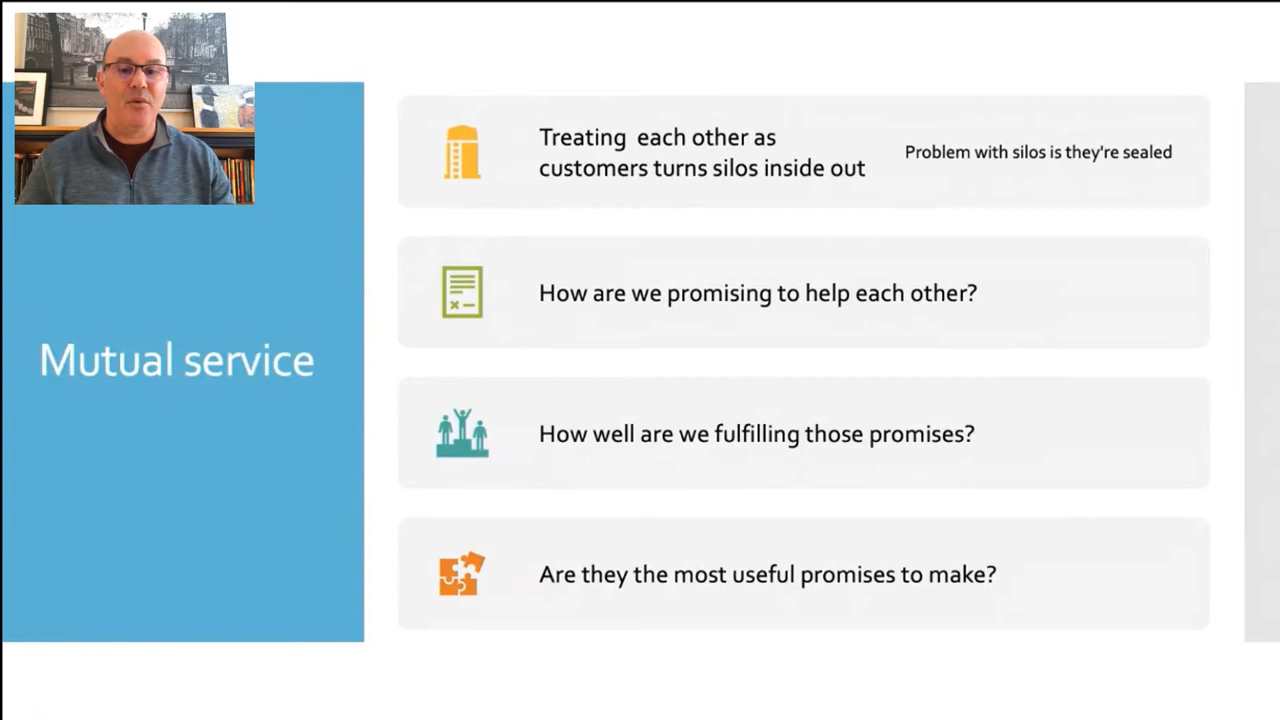 Mutual service
Treating each other as
customers turns silos inside out
Problem with silos is they're sealed
How are we promising to help each other?
How well are we fulfilling those promises?
Are they the most useful promises to make?